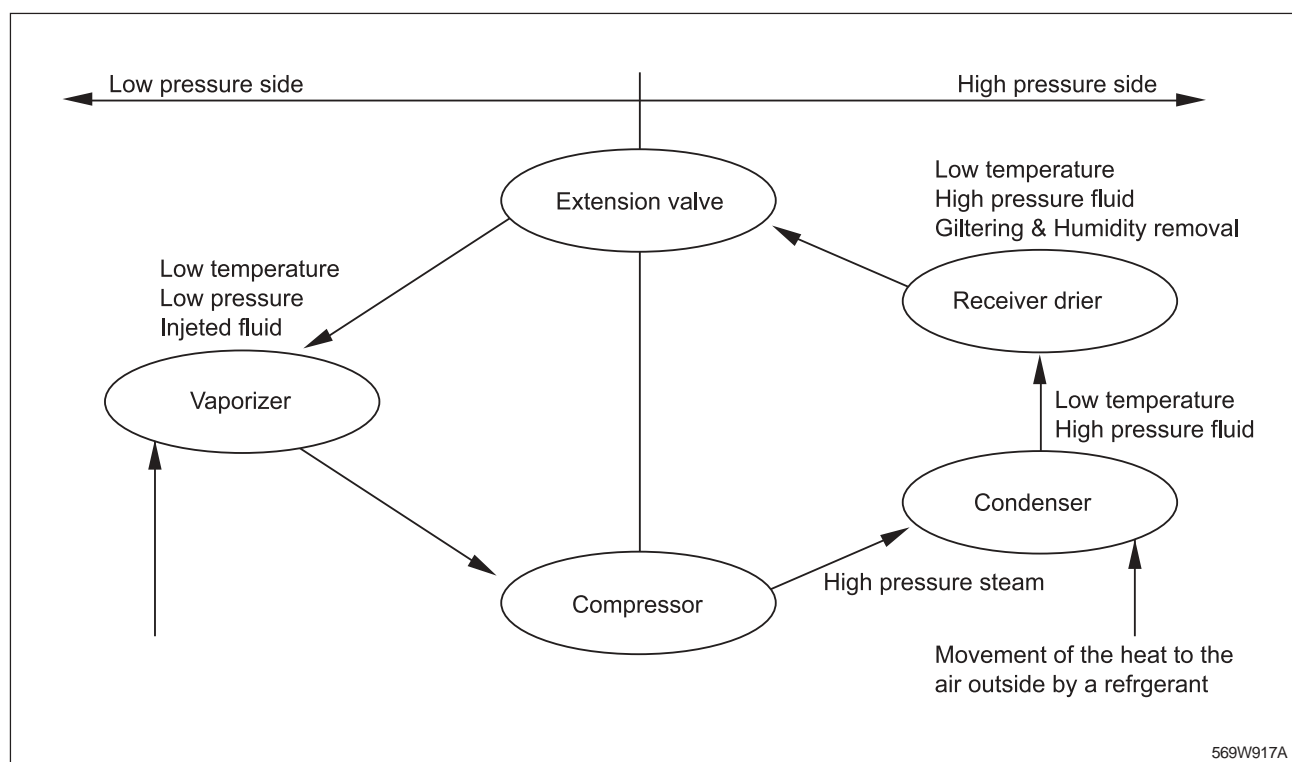 Low pressure side
High pressure side
Extension valve
Low temperature
High pressure fluid
Giltering & Humidity removal
Receiver drier
Low temperature
Low pressure
Injeted fluid
Vaporizer
Low temperature
High pressure fluid
Condenser
High pressure steam
Compressor
Movement of the heat to the
air outside by a refrgerant
569W917A